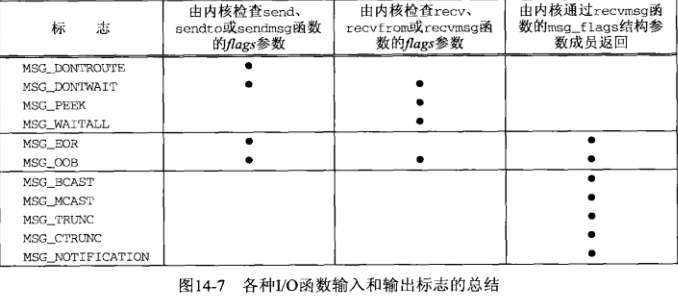 标 志
由内核检查send、
sendto或sendmsg函数
的flags参数
由内核检查recv、
recvfrom或recvmsg函
数的flags参数
由内核通过recvmsg函
数的msg_flags结构参
数成员返回
MSG_DONTROUTE ●
MSG_DONTWAIT ● ●
MSG_PEEK ●
MSG_WAITALL ●
MSG_EOR ● ●
MSG_OOB ● ● ●
MSG_BCAST ●
MSG_MCAST ●
MSG_TRUNC ●
MSG_CTRUNC ●
MSG_NOTIFICATION ●
图14-7 各种I/O函数输入和输出标志的总结